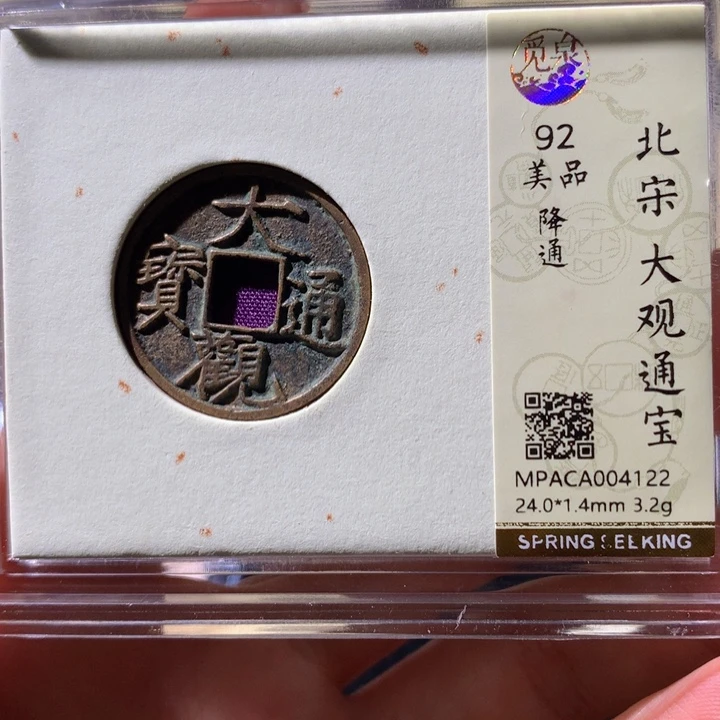 大觀通寶
觅泉
92
美品
降通
北宋大观通宝
MPACA004122
24.0*1.4mm 3.2g
SPRING SEEKING